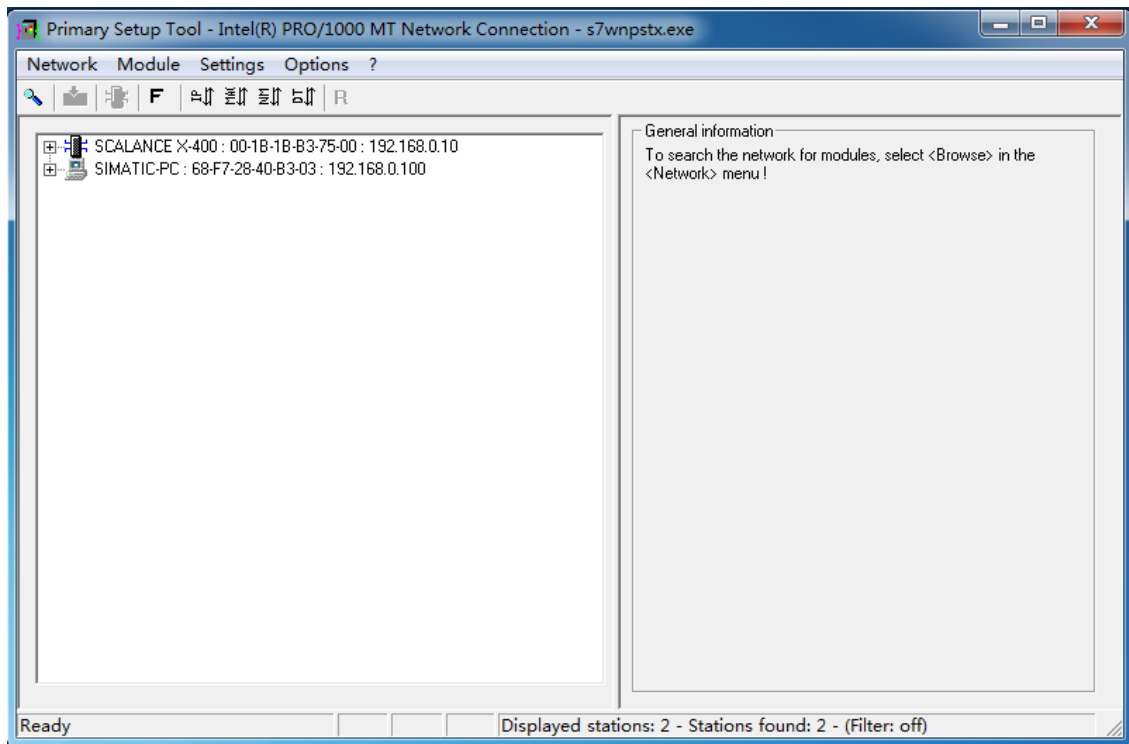 Primary Setup Tool - Intel(R) PRO/1000 MT Network Connection - s7wnpstx.exe
Network Module Settings Options ?
F R
SCALANCE X-400 : 00-1B-1B-B3-75-00 : 192.168.0.10
SIMATIC-PC : 68-F7-28-40-B3-03 : 192.168.0.100
General information
To search the network for modules, select <Browse> in the
<Network> menu !
Ready
Displayed stations: 2 - Stations found: 2 - (Filter: off)